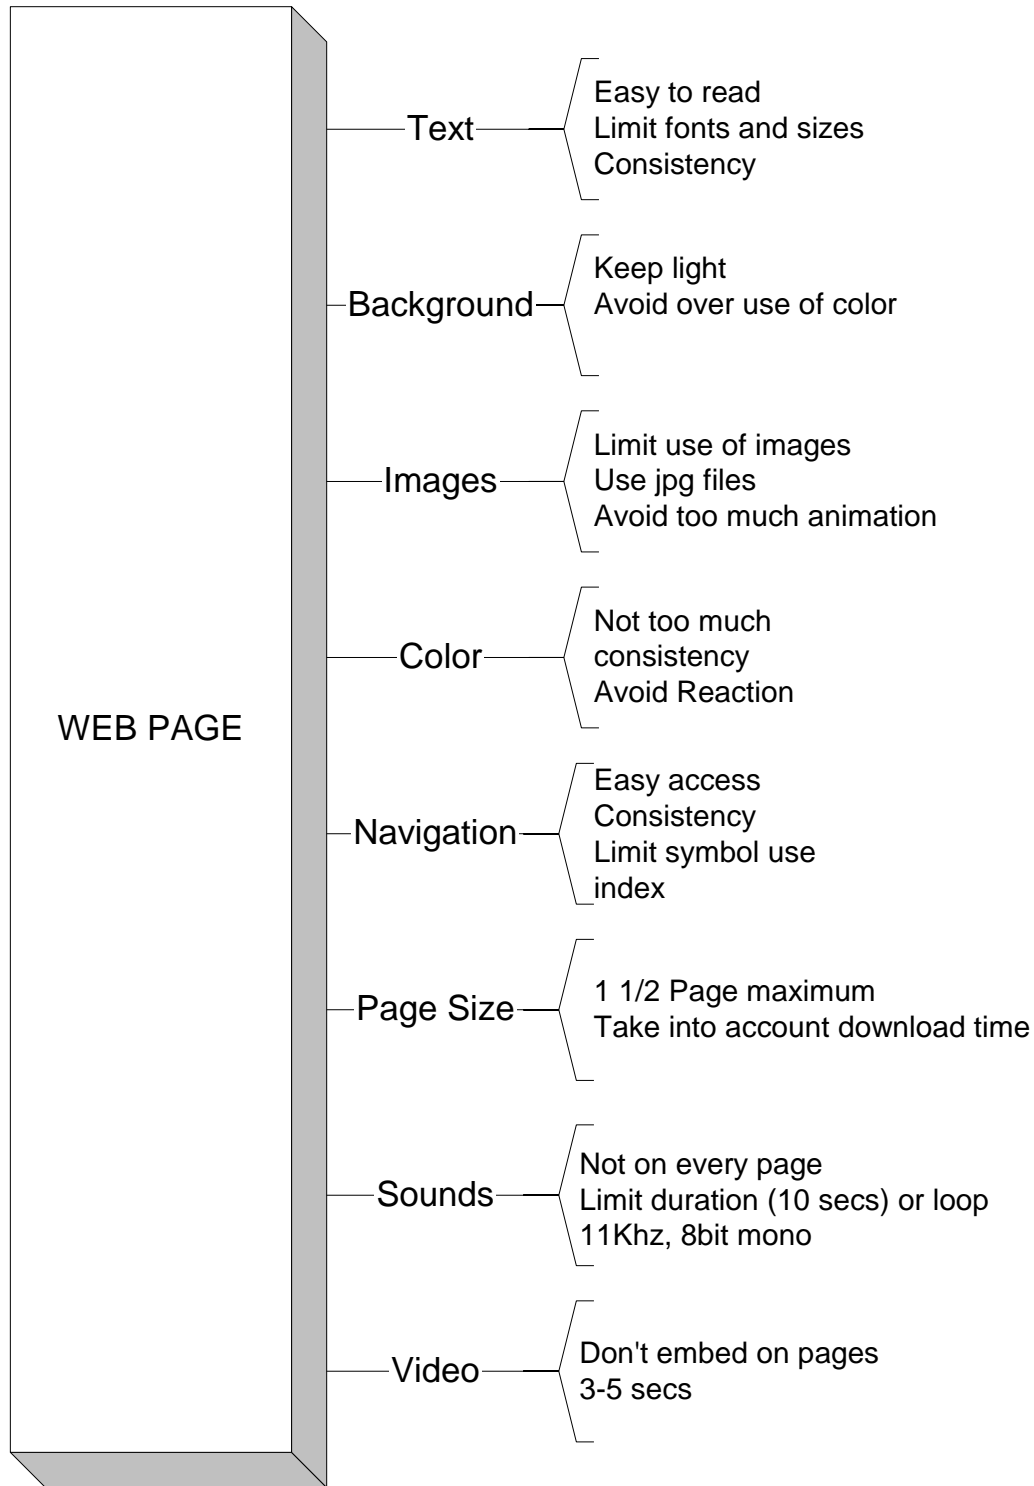 WEB PAGE
Text
Easy to read
Limit fonts and sizes
Consistency
Background
Keep light
Avoid over use of color
Images
Limit use of images
Use jpg files
Avoid too much animation
Color
Not too much
consistency
Avoid Reaction
Navigation
Easy access
Consistency
Limit symbol use
index
Page Size
1 1/2 Page maximum
Take into account download time
Sounds
Not on every page
Limit duration (10 secs) or loop
11Khz, 8bit mono
Video
Don't embed on pages
3-5 secs